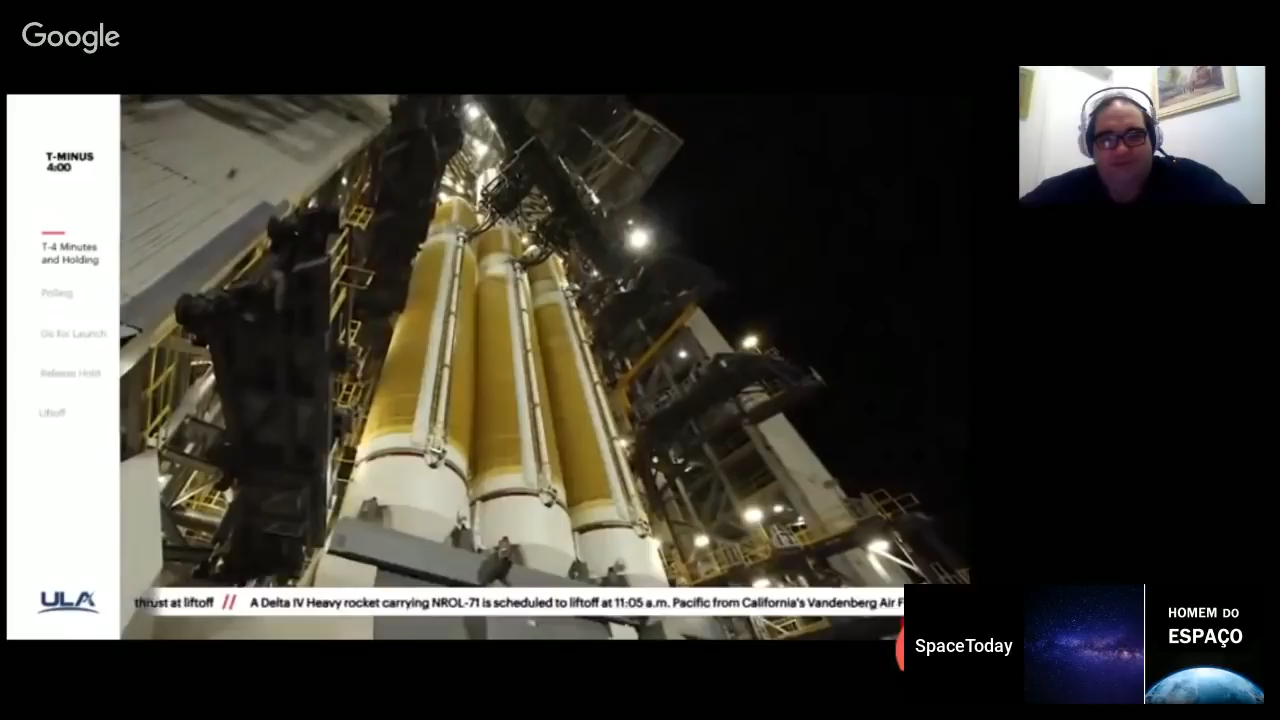 Google
T-MINUS
4:00
T-4 Minutes
and Holding
Polling
Go for Launch
Release Hold
Liftoff
ULA
thrust at liftoff // A Delta IV Heavy rocket carrying NROL-71 is scheduled to liftoff at 11:05 a.m. Pacific from California's Vandenberg Air F
SpaceToday
HOMEM DO
ESPAÇO